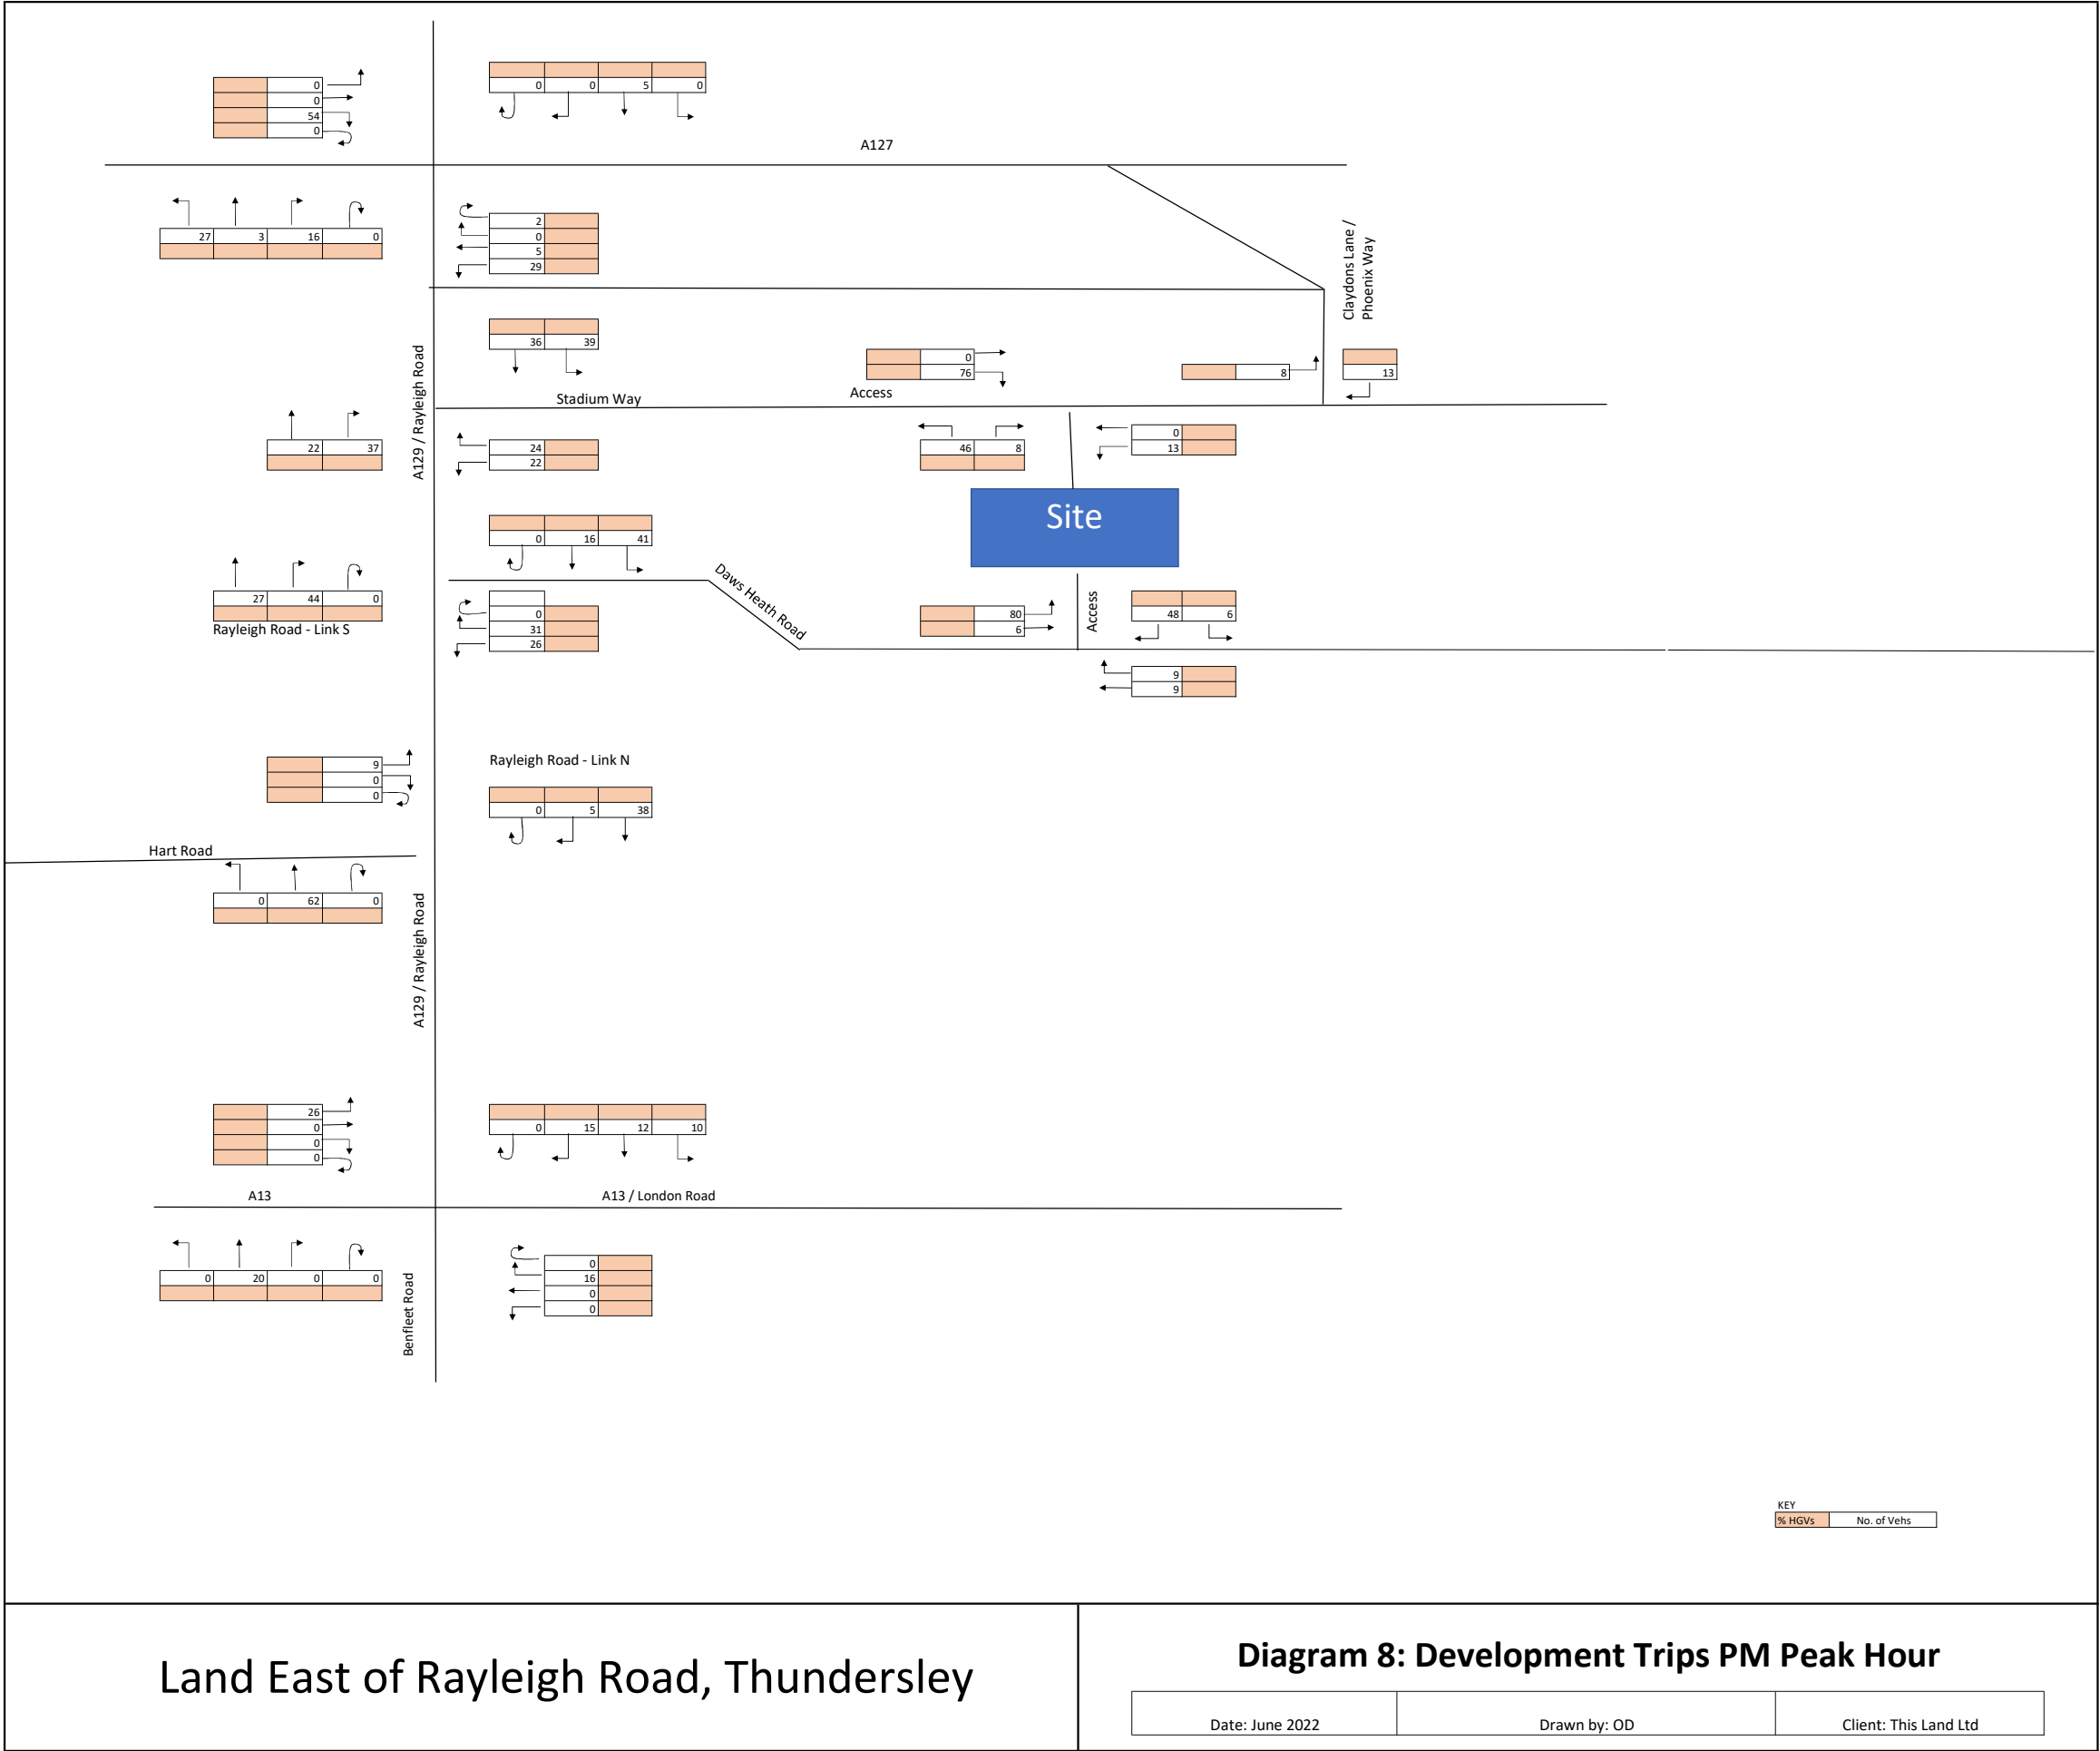 0
0
54
0
0 0 5 0
A127
27 3 16 0
2
0
5
29
Claydons Lane /
Phoenix Way
36 39
0
76
8
13
A129 / Rayleigh Road
Stadium Way
Access
22 37
24
22
46 8
0
13
Site
0 16 41
Daws Heath Road
27 44 0
Rayleigh Road - Link S
0
31
26
80
6
Access
48 6
9
9
9
0
0
Rayleigh Road - Link N
0 5 38
Hart Road
0 62 0
A129 / Rayleigh Road
26
0
0
0
0 15 12 10
A13
A13 / London Road
0 20 0 0
Benfleet Road
0
16
0
0
KEY
% HGVs No. of Vehs
Land East of Rayleigh Road, Thundersley
Diagram 8: Development Trips PM Peak Hour
Date: June 2022
Drawn by: OD
Client: This Land Ltd